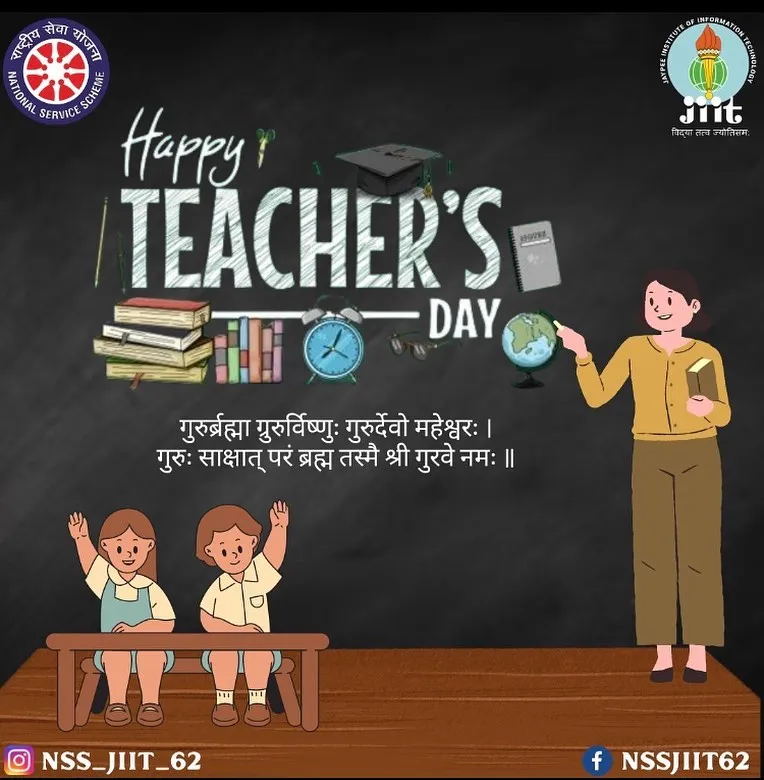 राष्ट्रीय सेवा योजना
NATIONAL SERVICE SCHEME
JAYPEE INSTITUTE OF INFORMATION TECHNOLOGY
jiit
विद्या तत्व ज्योतिसम:
Happy
TEACHER'S
DAY
गुरुर्ब्रह्मा ग्रुरुर्विष्णुः गुरुर्देवो महेश्वरः ।
गुरुः साक्षात् परं ब्रह्म तस्मै श्री गुरवे नमः ॥
NSS_JIIT_62
NSSJIIT62